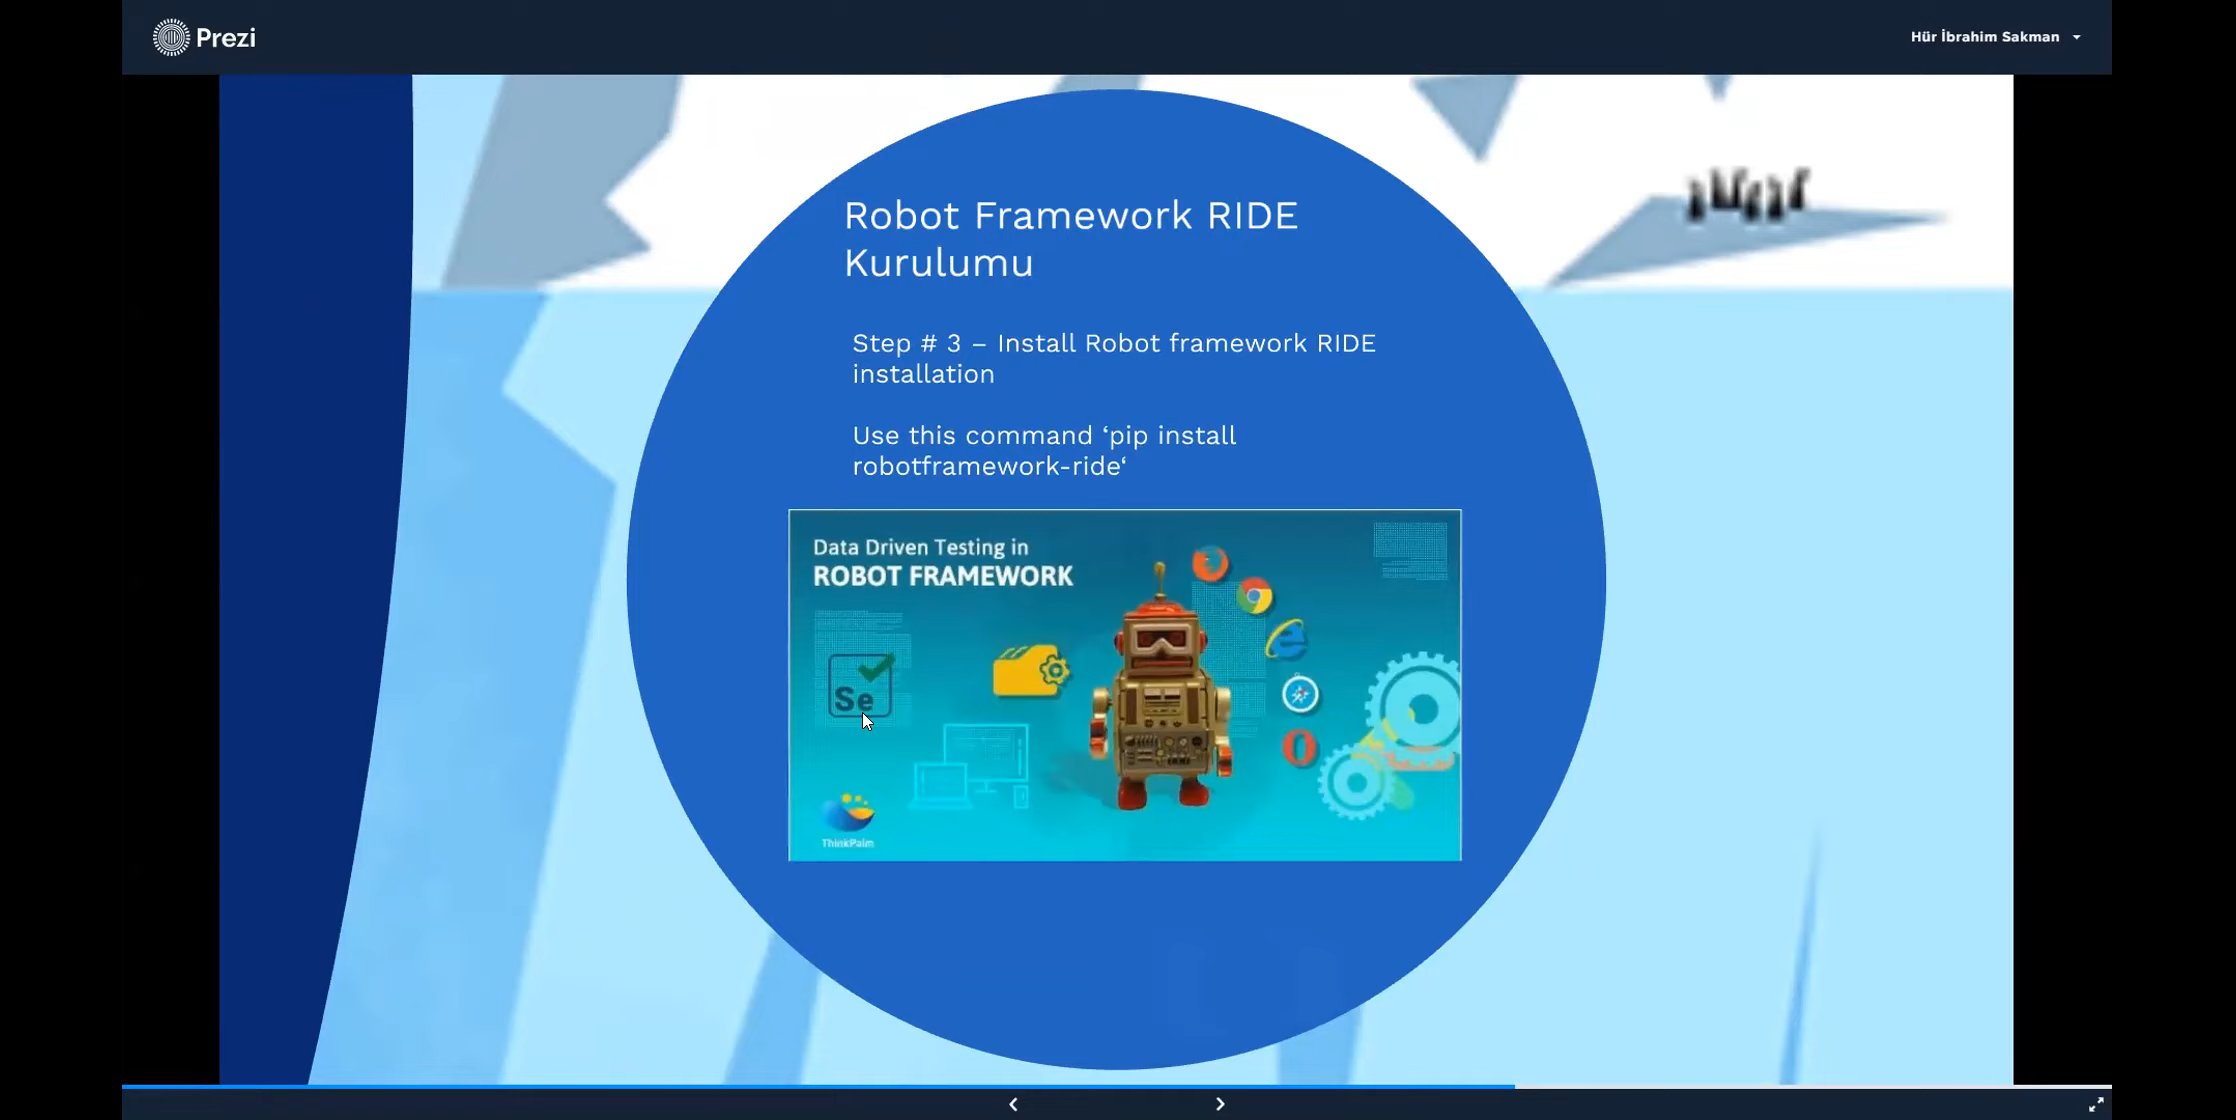 Prezi
Hür İbrahim Sakman
Robot Framework RIDE
Kurulumu
Step # 3 – Install Robot framework RIDE
installation
Use this command ‘pip install
robotframework-ride‘
Data Driven Testing in
ROBOT FRAMEWORK
Se
ThinkPalm